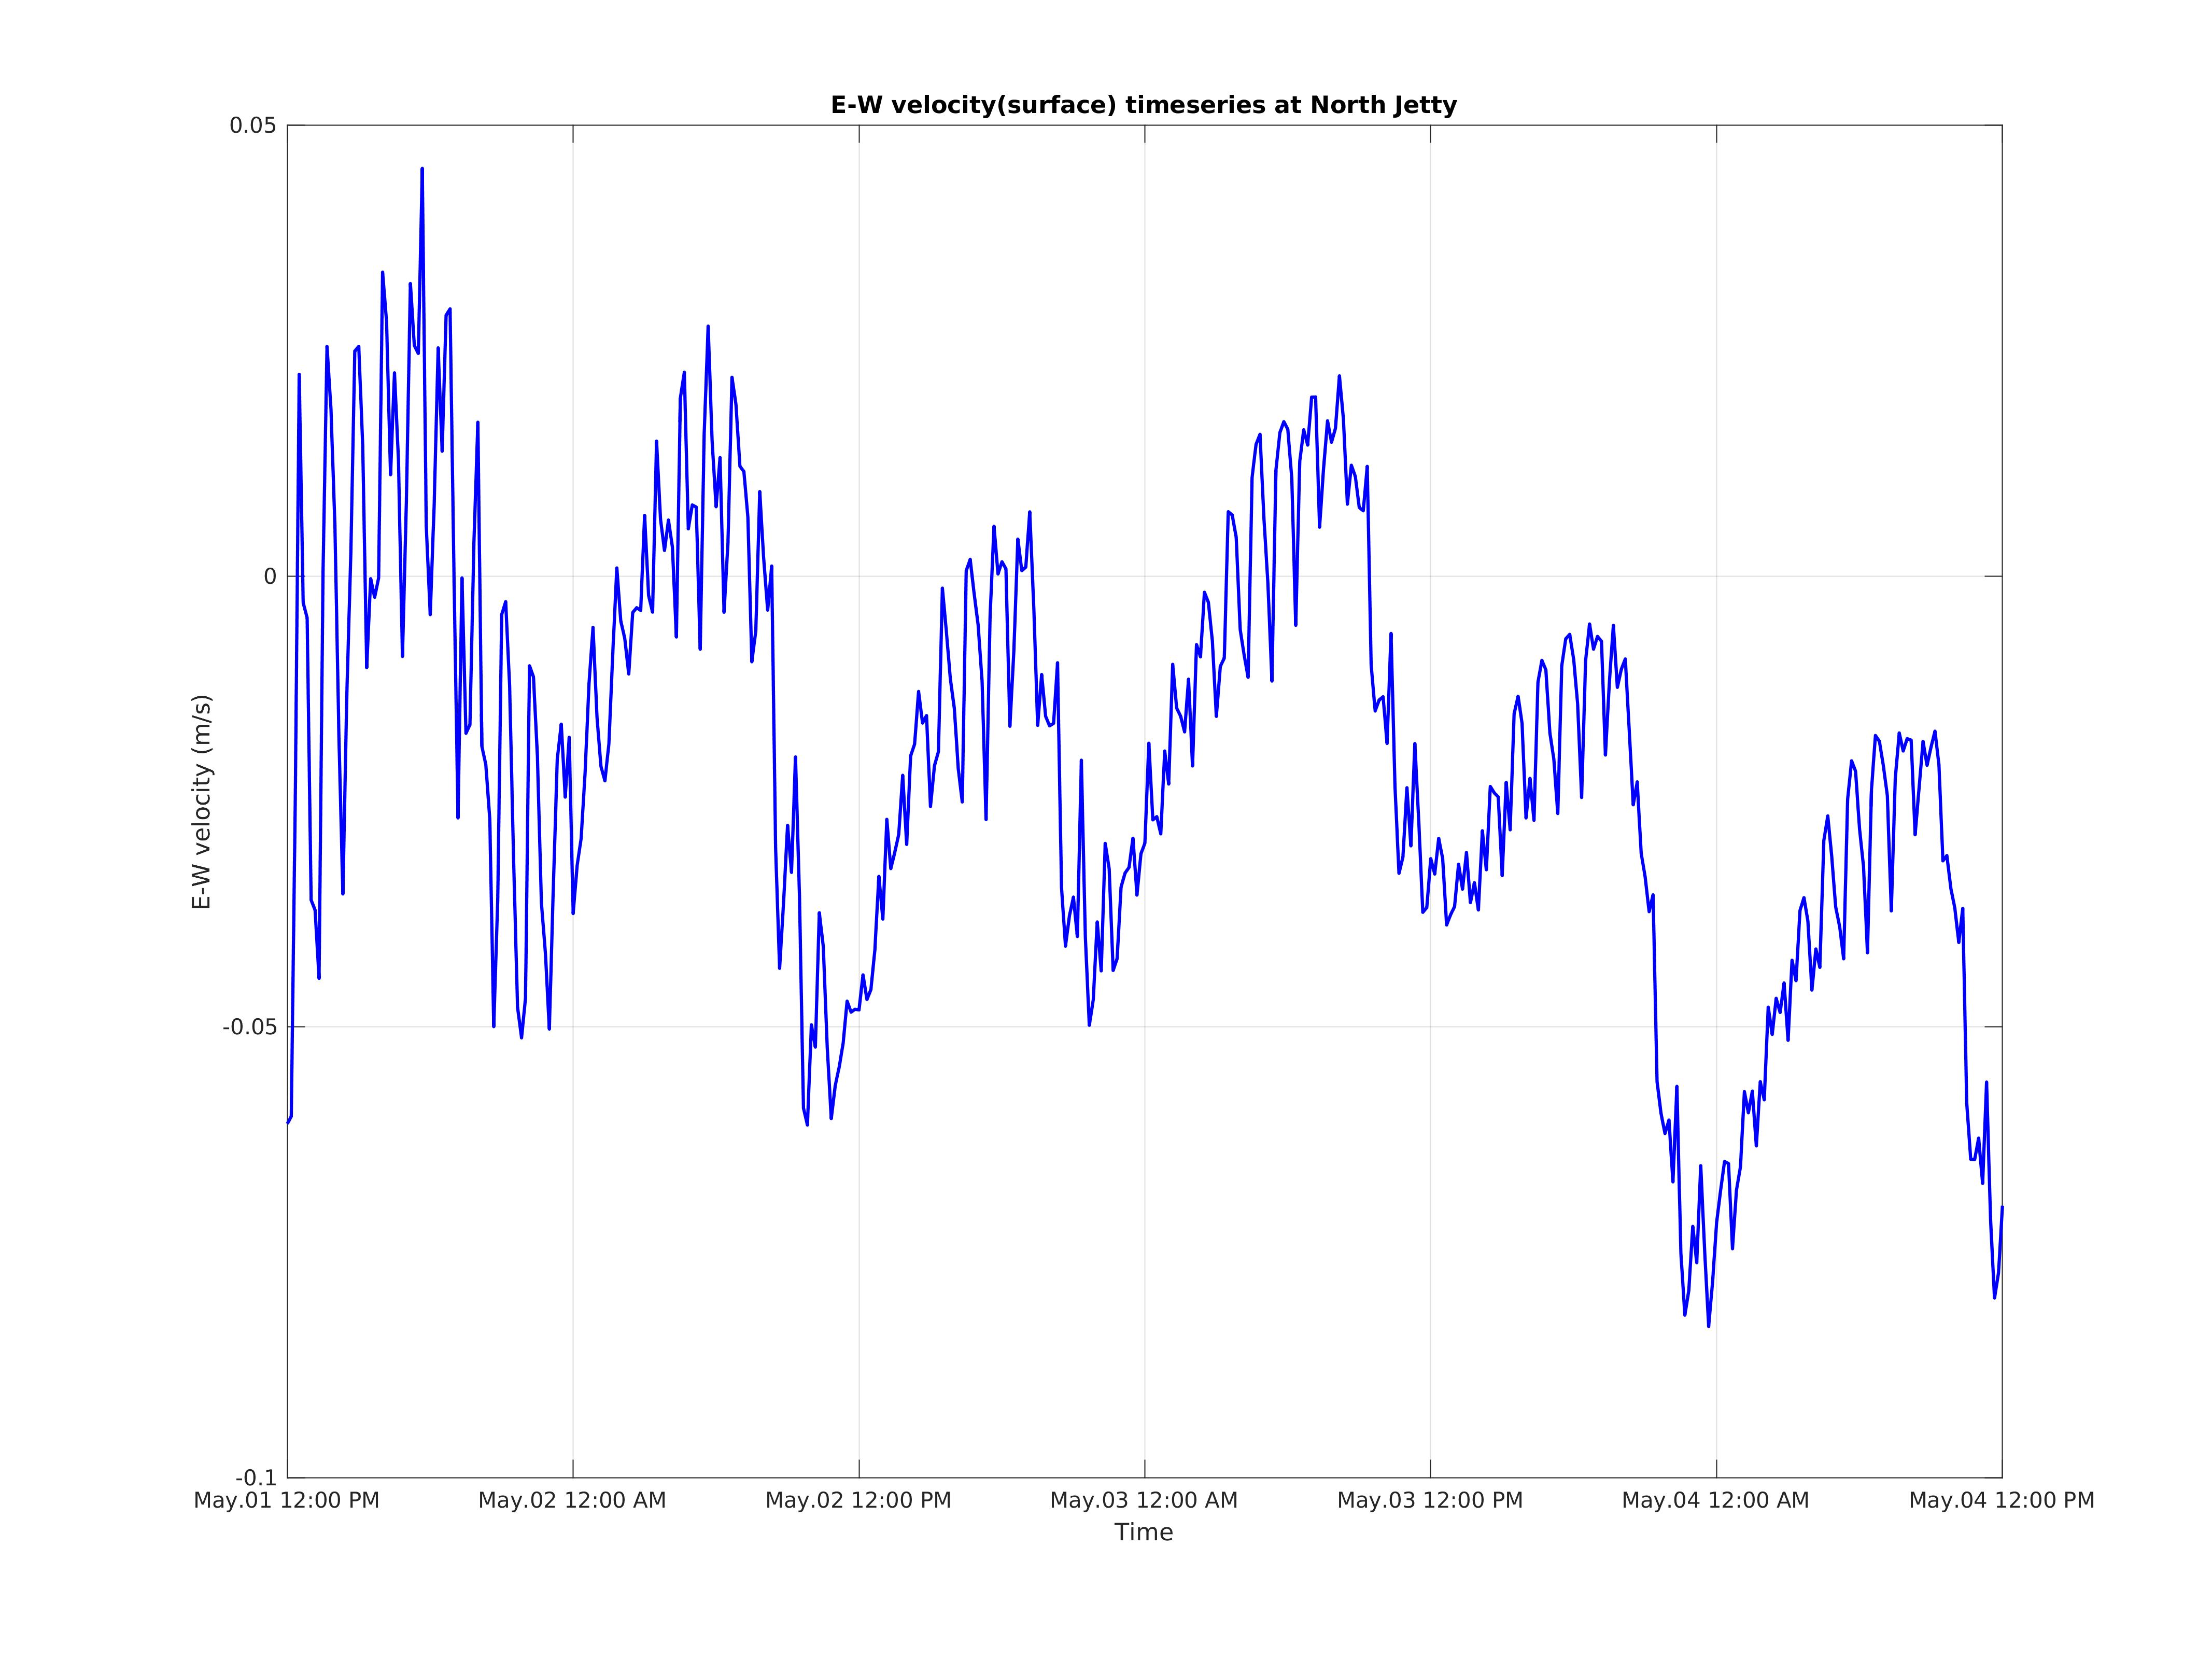 E-W velocity(surface) timeseries at North Jetty
0.05
0
-0.05
-0.1
E-W velocity (m/s)
May.01 12:00 PM
May.02 12:00 AM
May.02 12:00 PM
May.03 12:00 AM
May.03 12:00 PM
May.04 12:00 AM
May.04 12:00 PM
Time